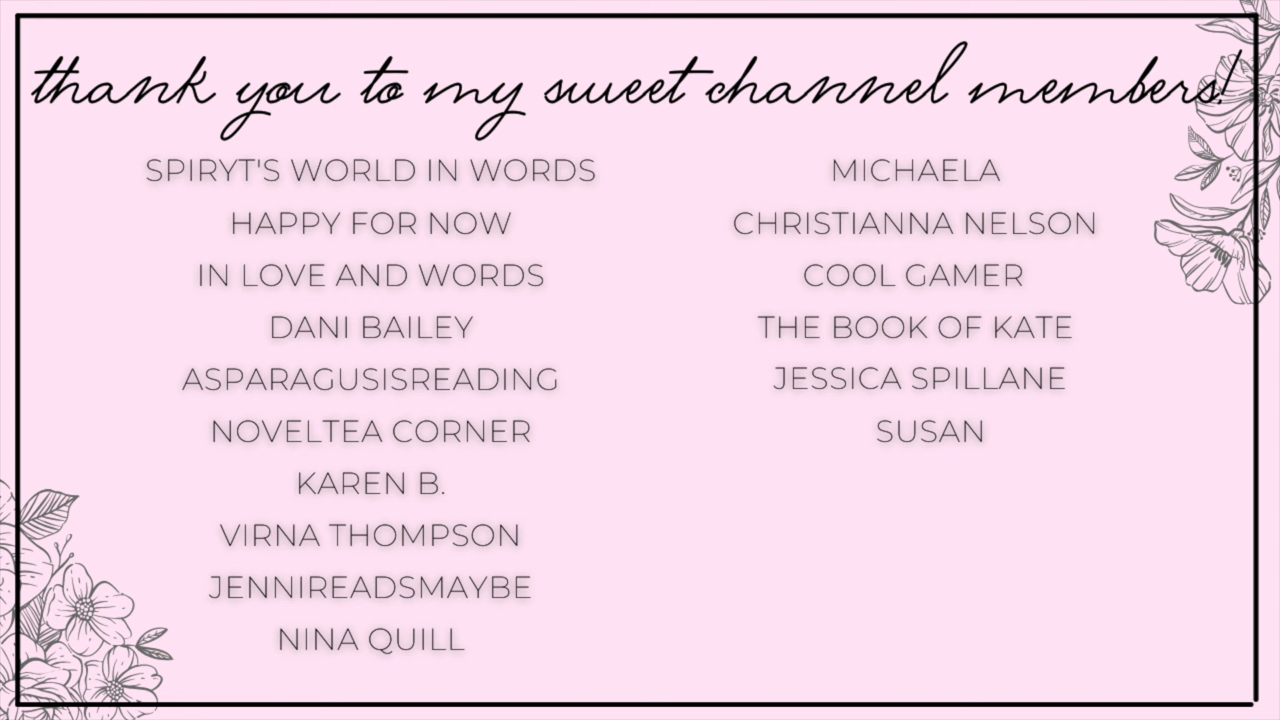 thank you to my sweet channel members!
SPIRYT'S WORLD IN WORDS
HAPPY FOR NOW
IN LOVE AND WORDS
DANI BAILEY
ASPARAGUSISREADING
NOVELTEA CORNER
KAREN B.
VIRNA THOMPSON
JENNIREADSMAYBE
NINA QUILL
MICHAELA
CHRISTIANNA NELSON
COOL GAMER
THE BOOK OF KATE
JESSICA SPILLANE
SUSAN